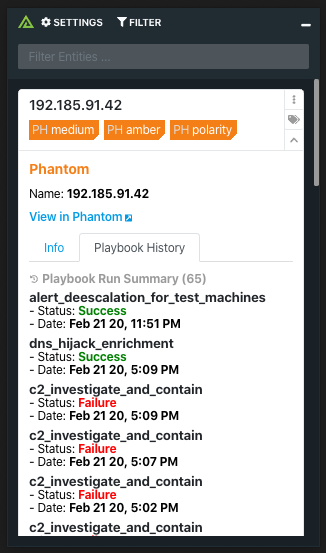 SETTINGS FILTER
Filter Entities ...
192.185.91.42
PH medium PH amber PH polarity
Phantom
Name: 192.185.91.42
View in Phantom
Info Playbook History
Playbook Run Summary (65)
alert_deescalation_for_test_machines
- Status: Success
- Date: Feb 21 20, 11:51 PM
dns_hijack_enrichment
- Status: Success
- Date: Feb 21 20, 5:09 PM
c2_investigate_and_contain
- Status: Failure
- Date: Feb 21 20, 5:09 PM
c2_investigate_and_contain
- Status: Failure
- Date: Feb 21 20, 5:07 PM
c2_investigate_and_contain
- Status: Failure
- Date: Feb 21 20, 5:02 PM
c2_investigate_and_contain